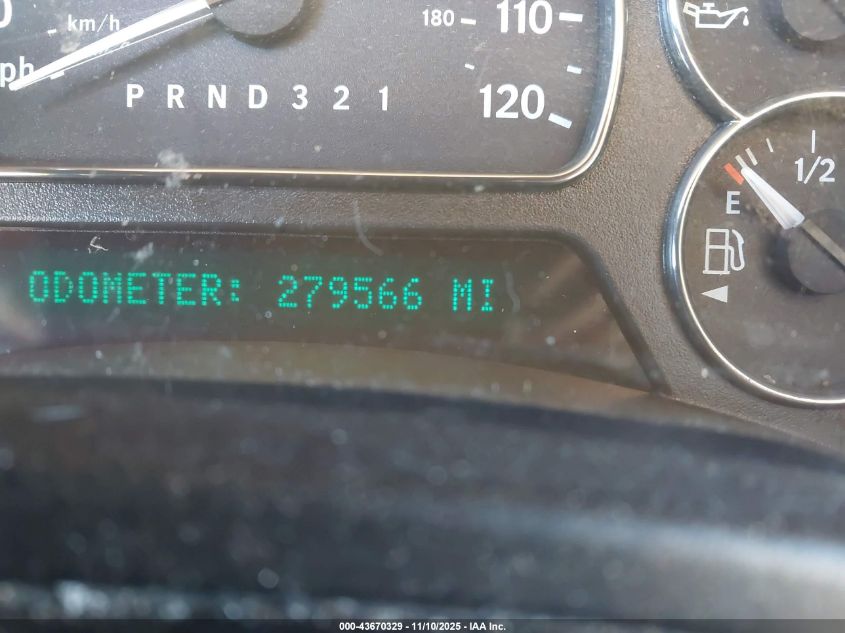 km/h
180
110
120
P R N D 3 2 1
1/2
E
ODOMETER: 279566 MI
000-43670329 - 11/10/2025 - IAA Inc.